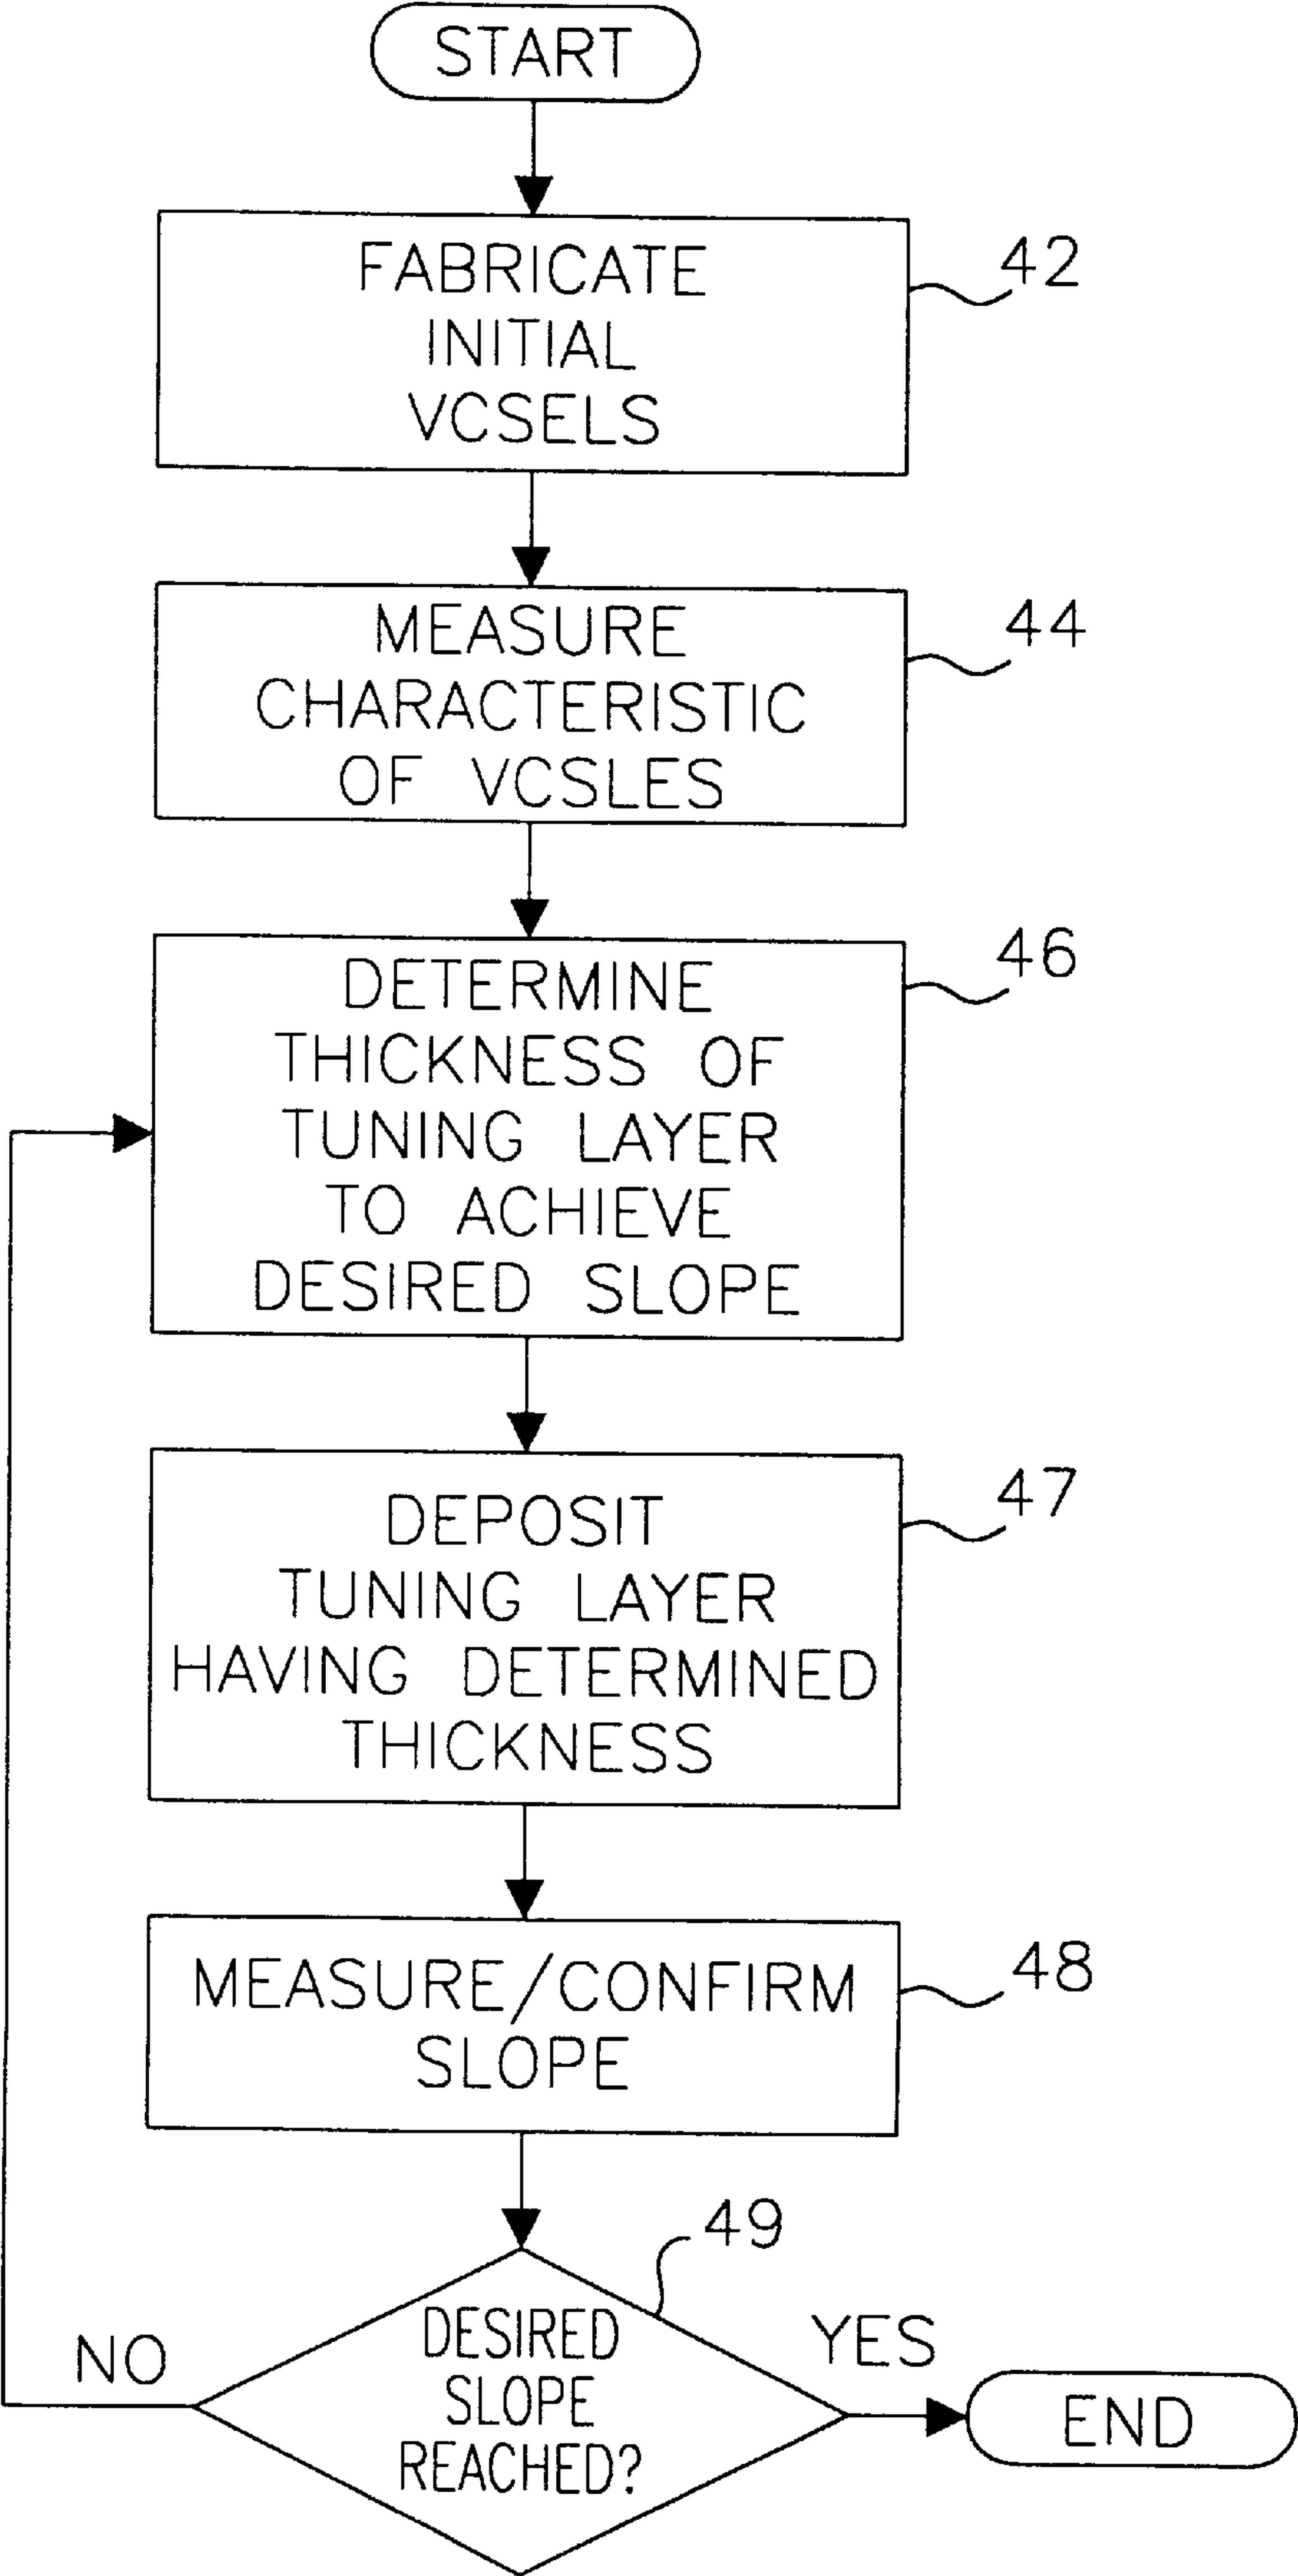 START
FABRICATE
INITIAL
VCSELS
42
MEASURE
CHARACTERISTIC
OF VCSLES
44
DETERMINE
THICKNESS OF
TUNING LAYER
TO ACHIEVE
DESIRED SLOPE
46
DEPOSIT
TUNING LAYER
HAVING DETERMINED
THICKNESS
47
MEASURE/CONFIRM
SLOPE
48
49
DESIRED
SLOPE
REACHED?
NO
YES
END